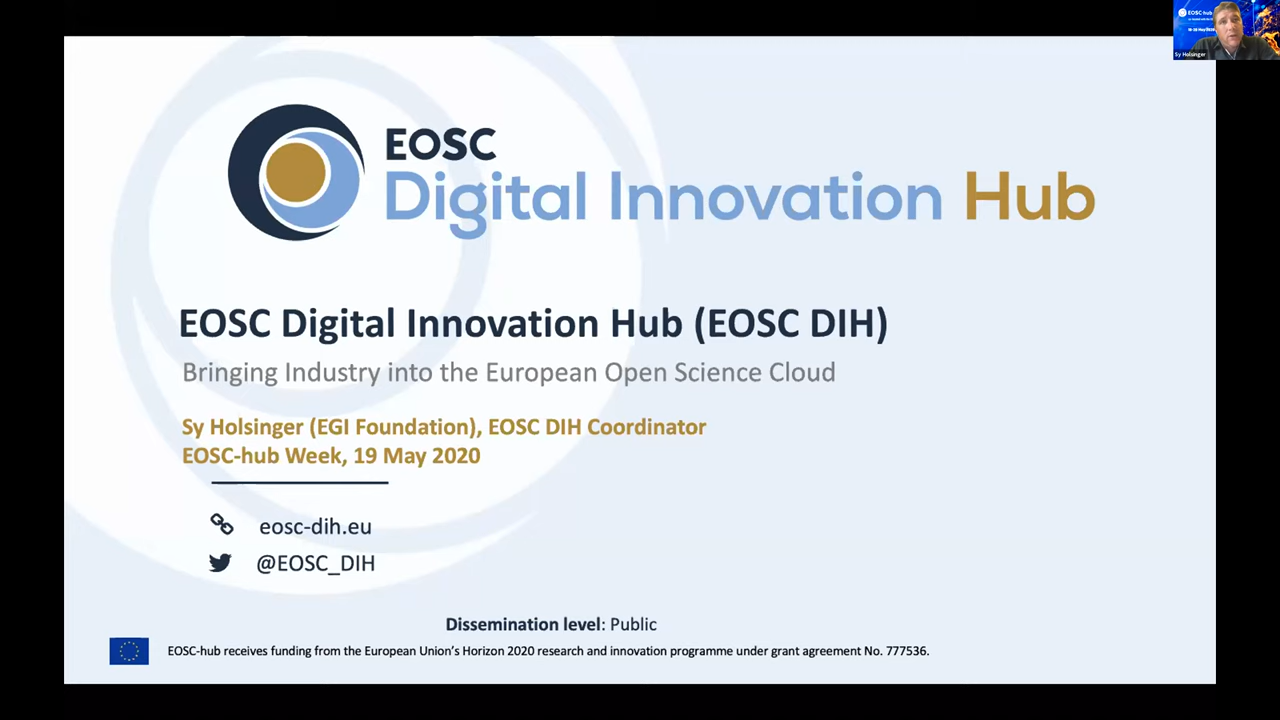 EOSC-hub
Sy Holsinger
EOSC
Digital Innovation Hub
EOSC Digital Innovation Hub (EOSC DIH)
Bringing Industry into the European Open Science Cloud
Sy Holsinger (EGI Foundation), EOSC DIH Coordinator
EOSC-hub Week, 19 May 2020
eosc-dih.eu
@EOSC_DIH
Dissemination level: Public
EOSC-hub receives funding from the European Union's Horizon 2020 research and innovation programme under grant agreement No. 777536.